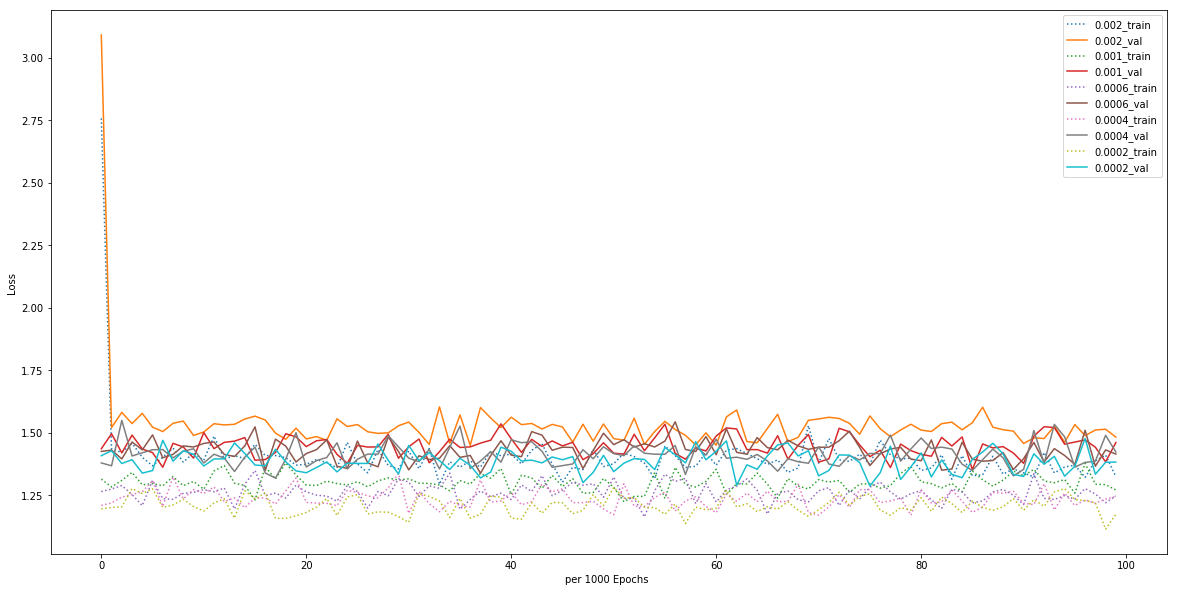 3.00
2.75
2.50
2.25
2.00
1.75
1.50
1.25
Loss
0 20 40 60 80 100
per 1000 Epochs
0.002_train
0.002_val
0.001_train
0.001_val
0.0006_train
0.0006_val
0.0004_train
0.0004_val
0.0002_train
0.0002_val